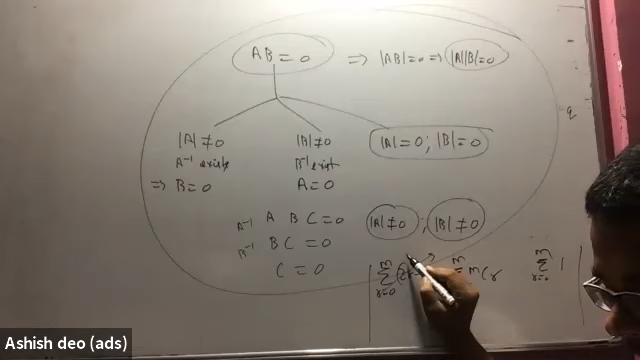 AB = 0 ⇒ |AB| = 0 ⇒ |A||B| = 0
|A| ≠ 0 |B| ≠ 0 |A| = 0 ; |B| = 0
A⁻¹ exists B⁻¹ exist
⇒ B = 0 A = 0
A⁻¹ A B C = 0 |A| ≠ 0 ; |B| ≠ 0
B⁻¹ B C = 0
C = 0
m m m
Σ (2r Σ mCr Σ 1
r=0 r=0
Ashish deo (ads)